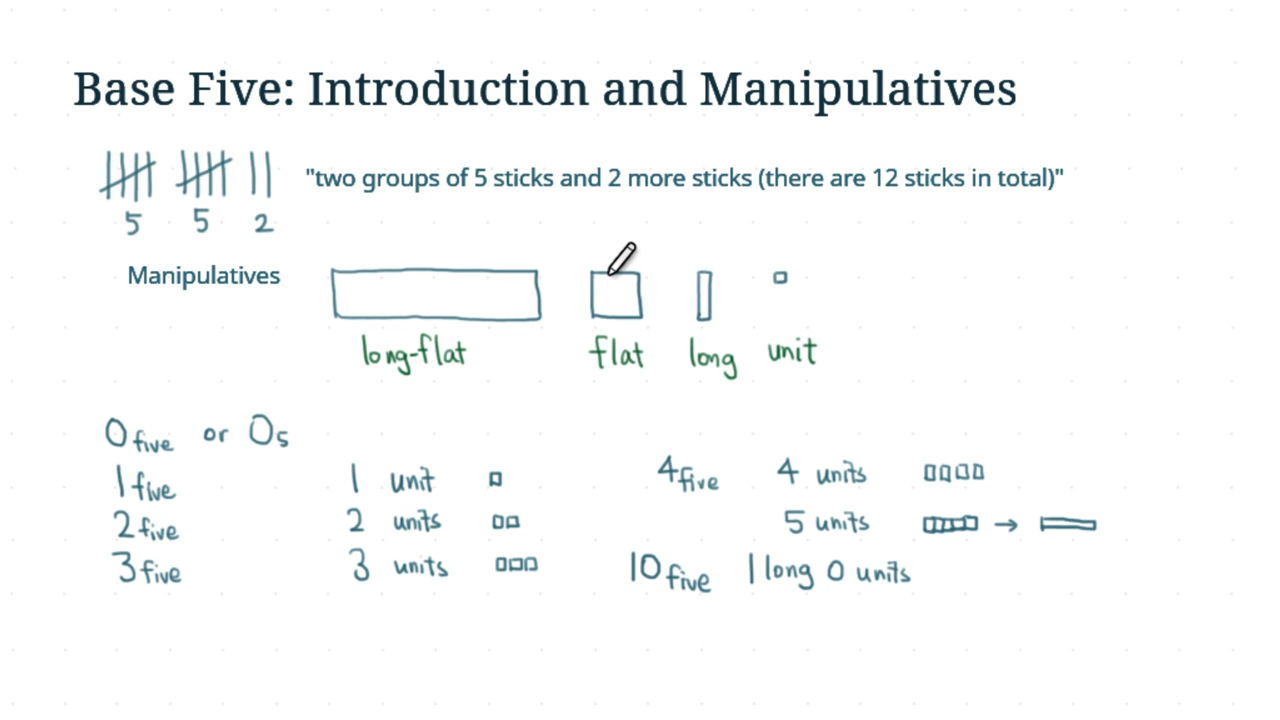 Base Five: Introduction and Manipulatives
"two groups of 5 sticks and 2 more sticks (there are 12 sticks in total)"
5 5 2
Manipulatives
long-flat flat long unit
0five or 05
1five 1 unit
2five 2 units
3five 3 units
4five 4 units
5 units →
10five 1 long 0 units